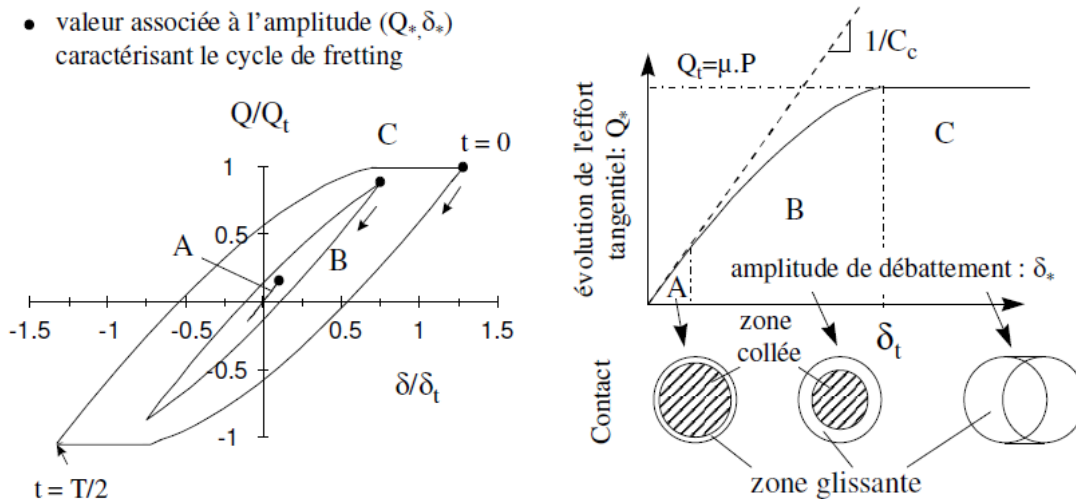 • valeur associée à l'amplitude (Q*,δ*)
caractérisant le cycle de fretting
Q/Qt
C
t = 0
1
A
0.5
B
-1.5
-1
-0.5
0
0.5
1
1.5
-0.5
δ/δt
-1
t = T/2
1/Cc
Qt=μ.P
évolution de l'effort
tangentiel: Q*
C
B
A
amplitude de débattement : δ*
δt
zone
collée
Contact
zone glissante